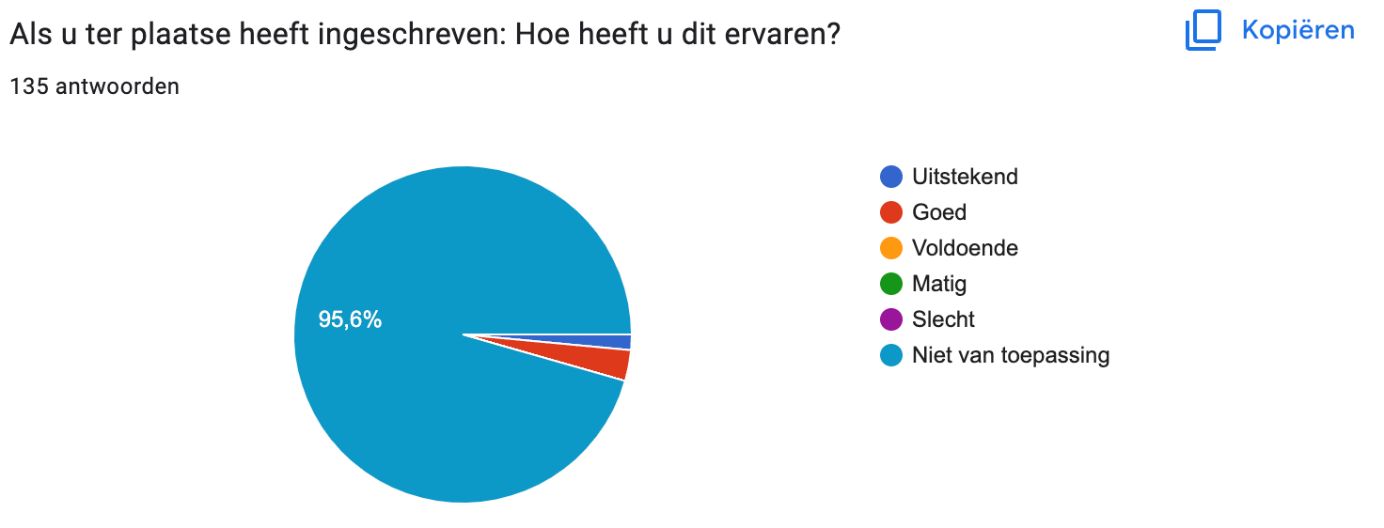 Als u ter plaatse heeft ingeschreven: Hoe heeft u dit ervaren?
Kopiëren
135 antwoorden
95,6%
Uitstekend
Goed
Voldoende
Matig
Slecht
Niet van toepassing